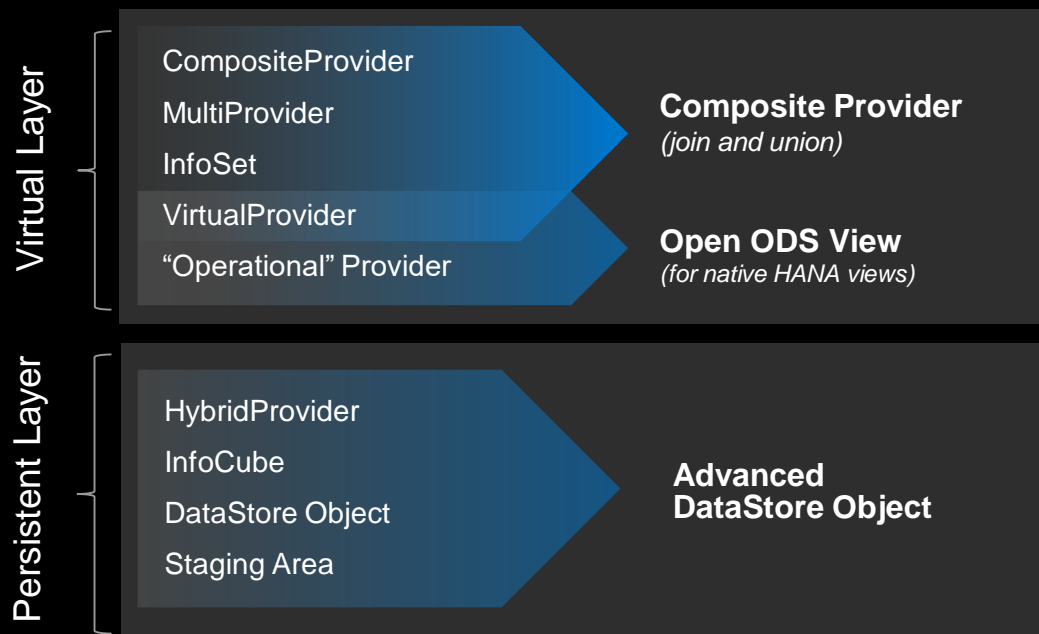 Virtual Layer
CompositeProvider
MultiProvider
InfoSet
VirtualProvider
“Operational” Provider
Composite Provider
(join and union)
Open ODS View
(for native HANA views)
Persistent Layer
HybridProvider
InfoCube
DataStore Object
Staging Area
Advanced
DataStore Object